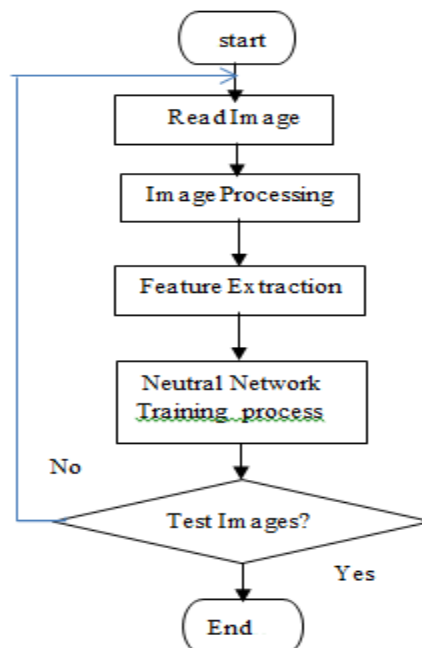 start
Read Image
Image Processing
Feature Extraction
Neutral Network
Training process
No
Test Images?
Yes
End